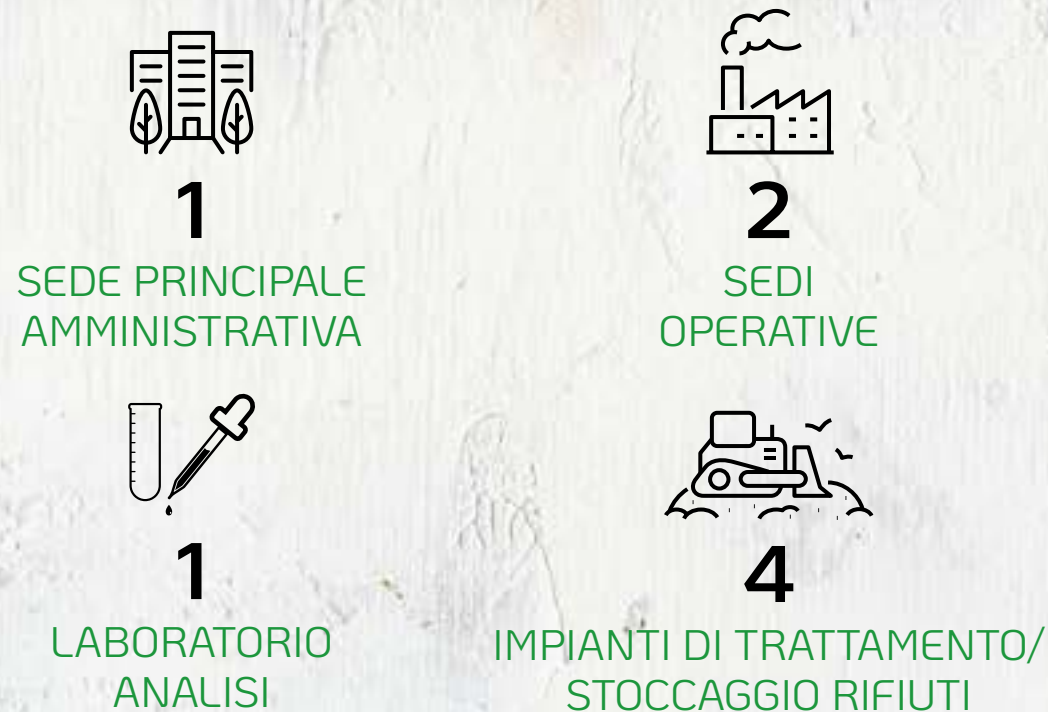 1
SEDE PRINCIPALE
AMMINISTRATIVA
2
SEDI
OPERATIVE
1
LABORATORIO
ANALISI
4
IMPIANTI DI TRATTAMENTO/
STOCCAGGIO RIFIUTI